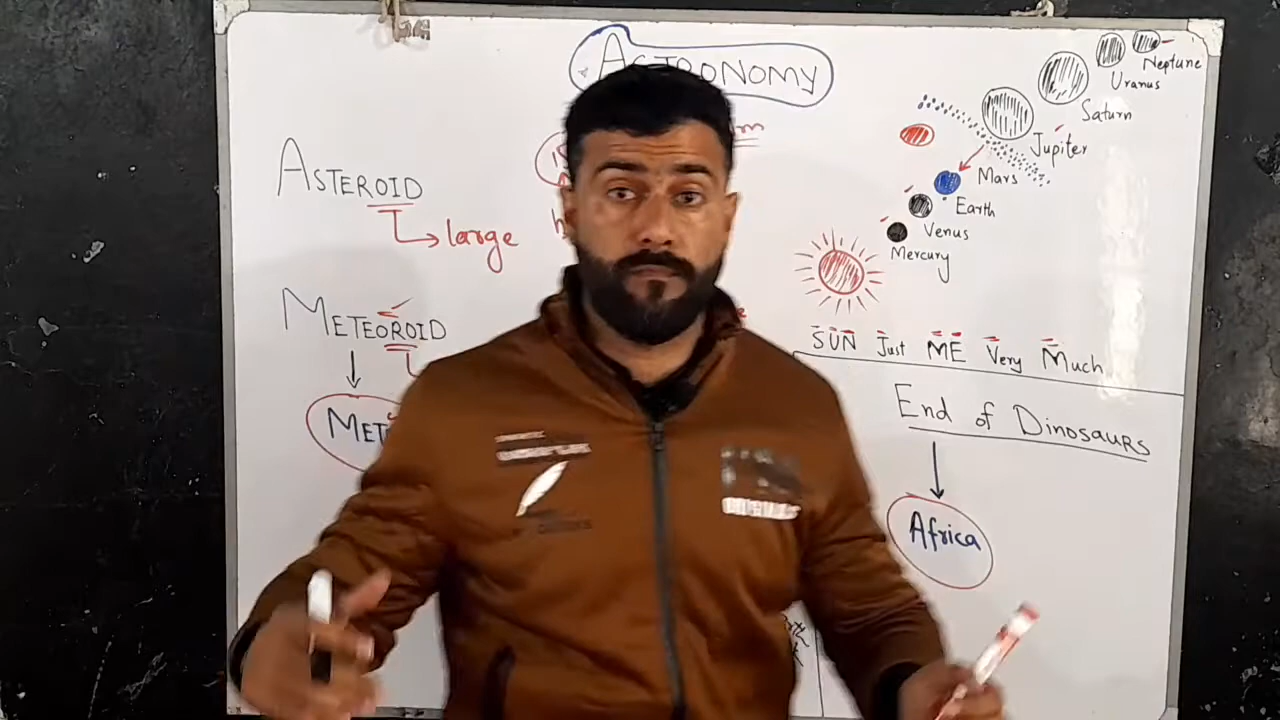 ASTRONOMY
Neptune
Uranus
Saturn
Jupiter
Mars
Earth
Venus
Mercury
ASTEROID
large
METEOROID
SUN Just ME Very Much
End of Dinosaurs
Africa